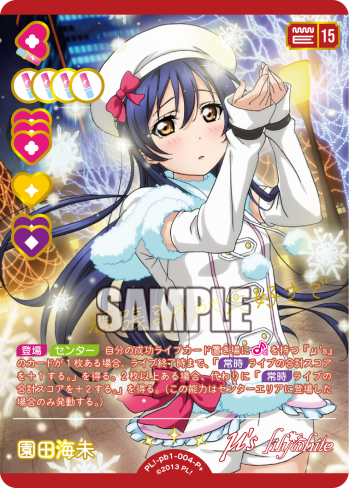 15
SAMPLE
登場 センター 自分の成功ライブカード置き場に を持つ『μ's』
のカードが1枚ある場合、ライブ終了時まで、「常時 ライブの合計スコア
を+1する。」を得る。2枚以上ある場合、代わりに「常時 ライブの
合計スコアを+2する。」を得る。(この能力はセンターエリアに登場した
場合のみ発動する。)
園田海未
μ's lily white
PL!-pb1-004-P+
©2013 PL!